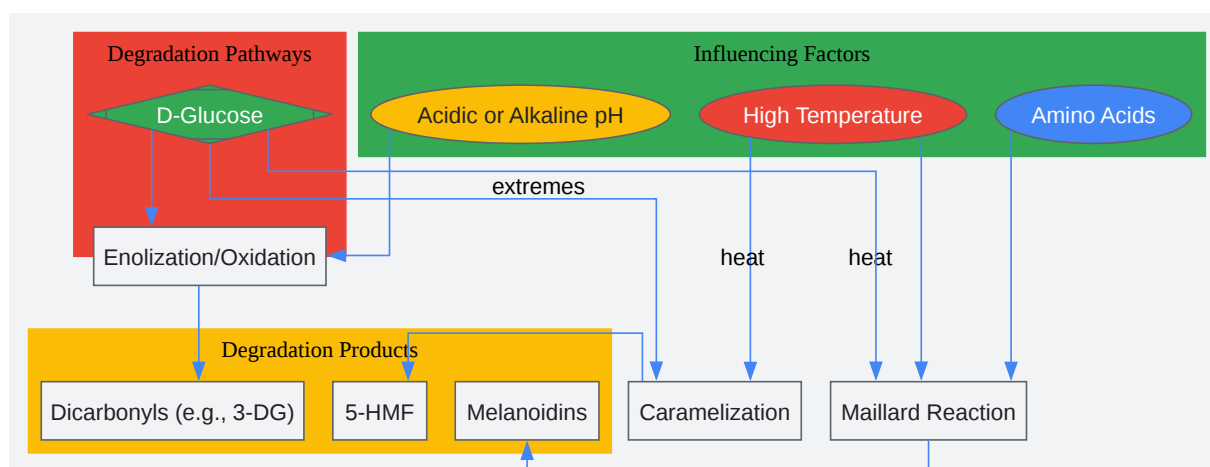 Degradation Pathways
Influencing Factors
D-Glucose
Acidic or Alkaline pH
High Temperature
Amino Acids
extremes
Enolization/Oxidation
heat
heat
Degradation Products
Dicarbonyls (e.g., 3-DG)
5-HMF
Melanoidins
Caramelization
Maillard Reaction